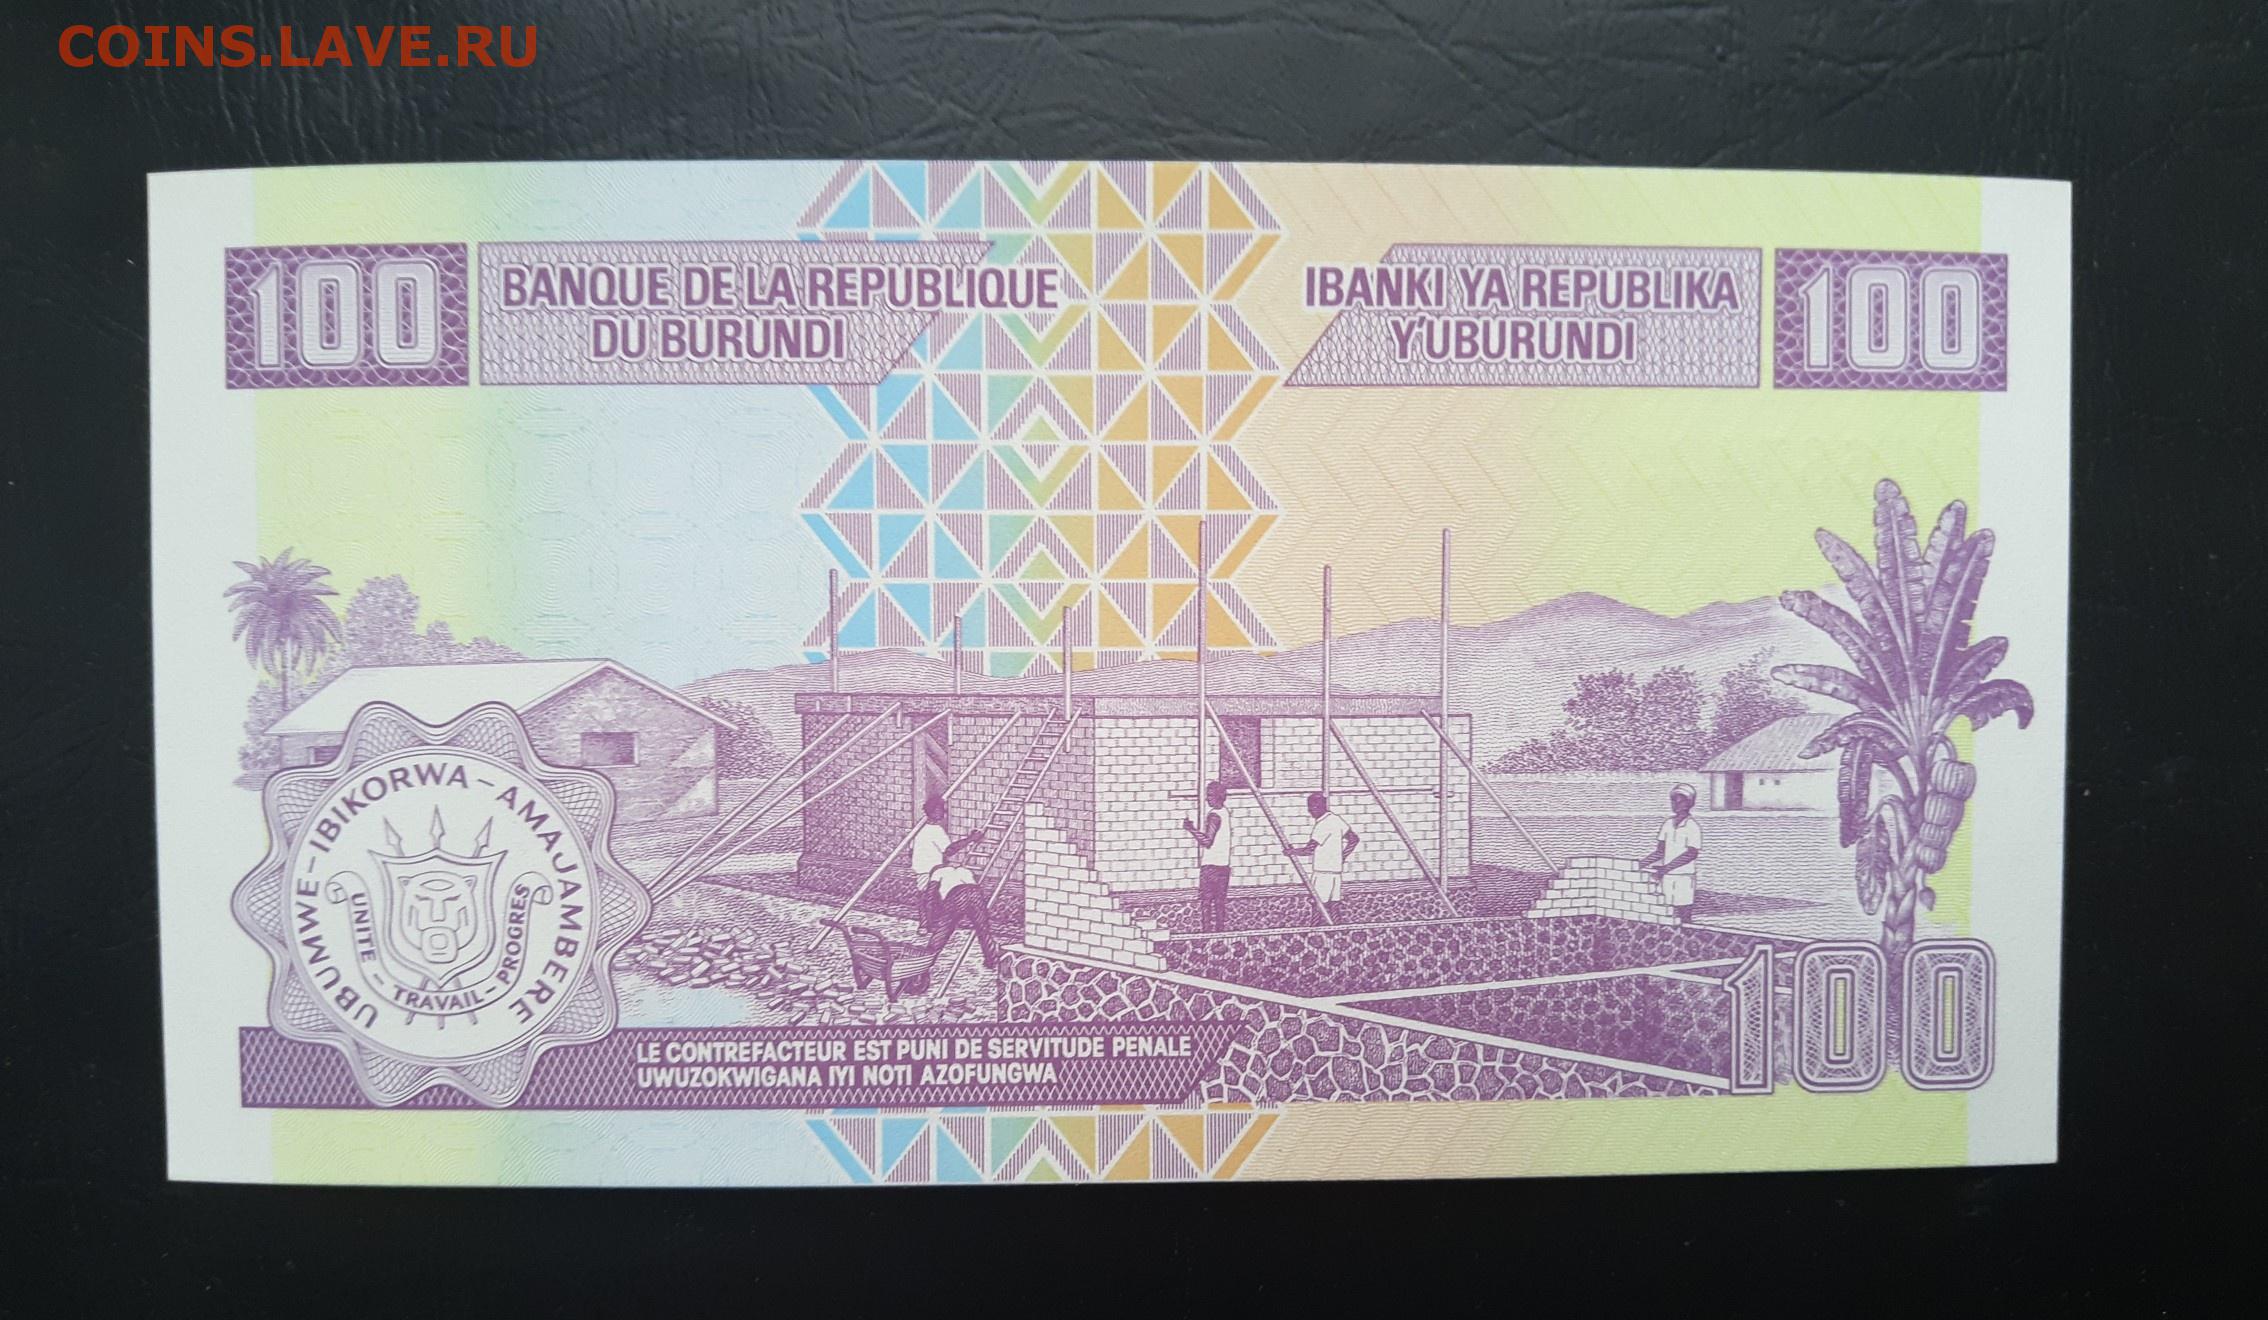 COINS.LAVE.RU
100
BANQUE DE LA REPUBLIQUE
DU BURUNDI
IBANKI YA REPUBLIKA
Y'UBURUNDI
100
UBUMWE - IBIKORWA - AMAJAMBERE
UNITE - TRAVAIL - PROGRES
100
LE CONTREFACTEUR EST PUNI DE SERVITUDE PENALE
UWUZOKWIGANA IYI NOTI AZOFUNGWA